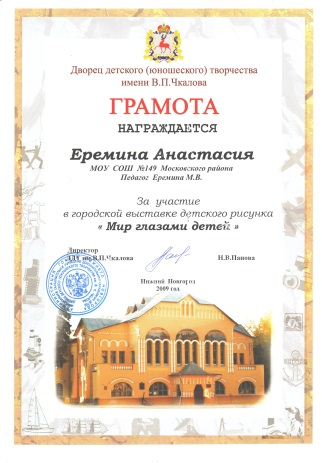 Дворец детского (юношеского) творчества
имени В.П.Чкалова
ГРАМОТА
НАГРАЖДАЕТСЯ
Еремина Анастасия
МОУ СОШ №149 Московского района
Педагог Еремина М.В.
За участие
в городской выставке детского рисунка
« Мир глазами детей »
Директор
ДДТ им.В.П.Чкалова
Н.В.Панова
Нижний Новгород
2009 год